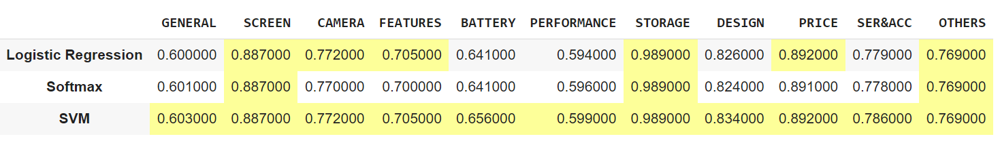 GENERAL SCREEN CAMERA FEATURES BATTERY PERFORMANCE STORAGE DESIGN PRICE SER&ACC OTHERS
Logistic Regression 0.600000 0.887000 0.772000 0.705000 0.641000 0.594000 0.989000 0.826000 0.892000 0.779000 0.769000
Softmax 0.601000 0.887000 0.770000 0.700000 0.641000 0.596000 0.989000 0.824000 0.891000 0.778000 0.769000
SVM 0.603000 0.887000 0.772000 0.705000 0.656000 0.599000 0.989000 0.834000 0.892000 0.786000 0.769000